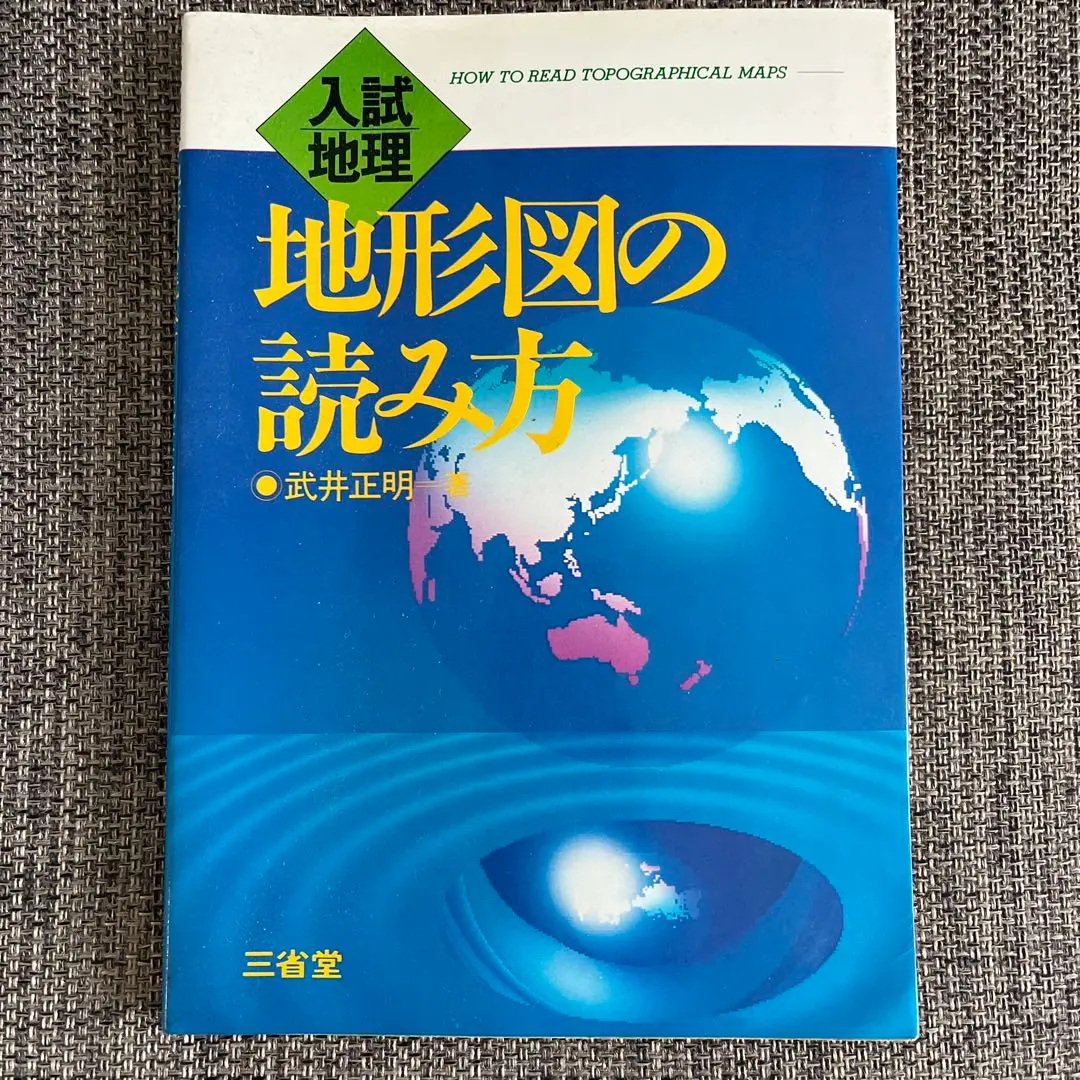 HOW TO READ TOPOGRAPHICAL MAPS
入試
地理
地形図の
読み方
◉武井正明―著
三省堂